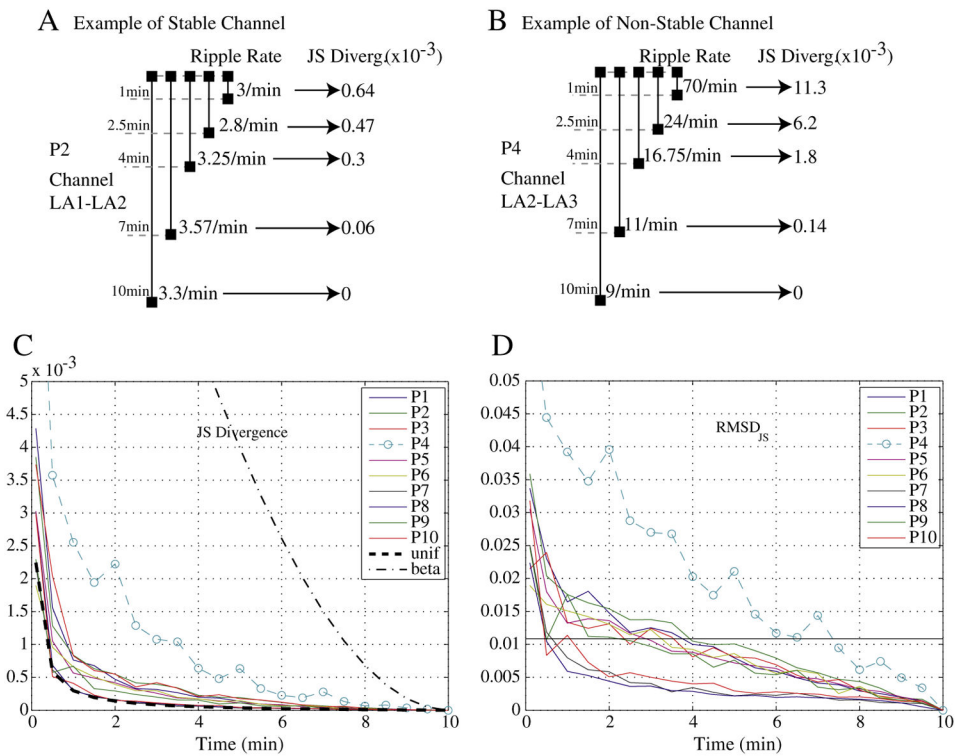 A Example of Stable Channel
Ripple Rate JS Diverg.(x10-3)
1min 3/min 0.64
2.5min 2.8/min 0.47
4min 3.25/min 0.3
P2
Channel
LA1-LA2
7min 3.57/min 0.06
10min 3.3/min 0
B Example of Non-Stable Channel
Ripple Rate JS Diverg.(x10-3)
1min 70/min 11.3
2.5min 24/min 6.2
4min 16.75/min 1.8
P4
Channel
LA2-LA3
7min 11/min 0.14
10min 9/min 0
C
x 10-3
5
4.5
4
3.5
3
2.5
2
1.5
1
0.5
0
JS Divergence
P1
P2
P3
P4
P5
P6
P7
P8
P9
P10
unif
beta
0 2 4 6 8 10
Time (min)
D
0.05
0.045
0.04
0.035
0.03
0.025
0.02
0.015
0.01
0.005
0
RMSD JS
P1
P2
P3
P4
P5
P6
P7
P8
P9
P10
0 2 4 6 8 10
Time (min)